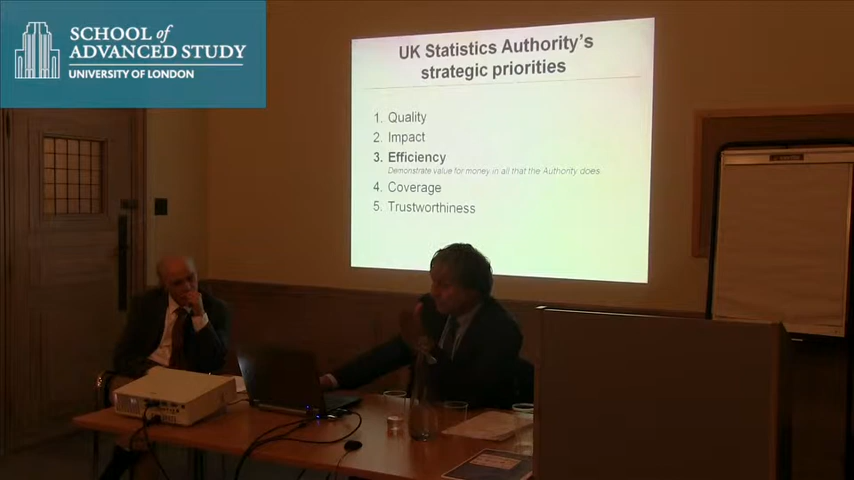 SCHOOL of
ADVANCED STUDY
UNIVERSITY OF LONDON
UK Statistics Authority's
strategic priorities
1. Quality
2. Impact
3. Efficiency
Demonstrate value for money in all that the Authority does
4. Coverage
5. Trustworthiness